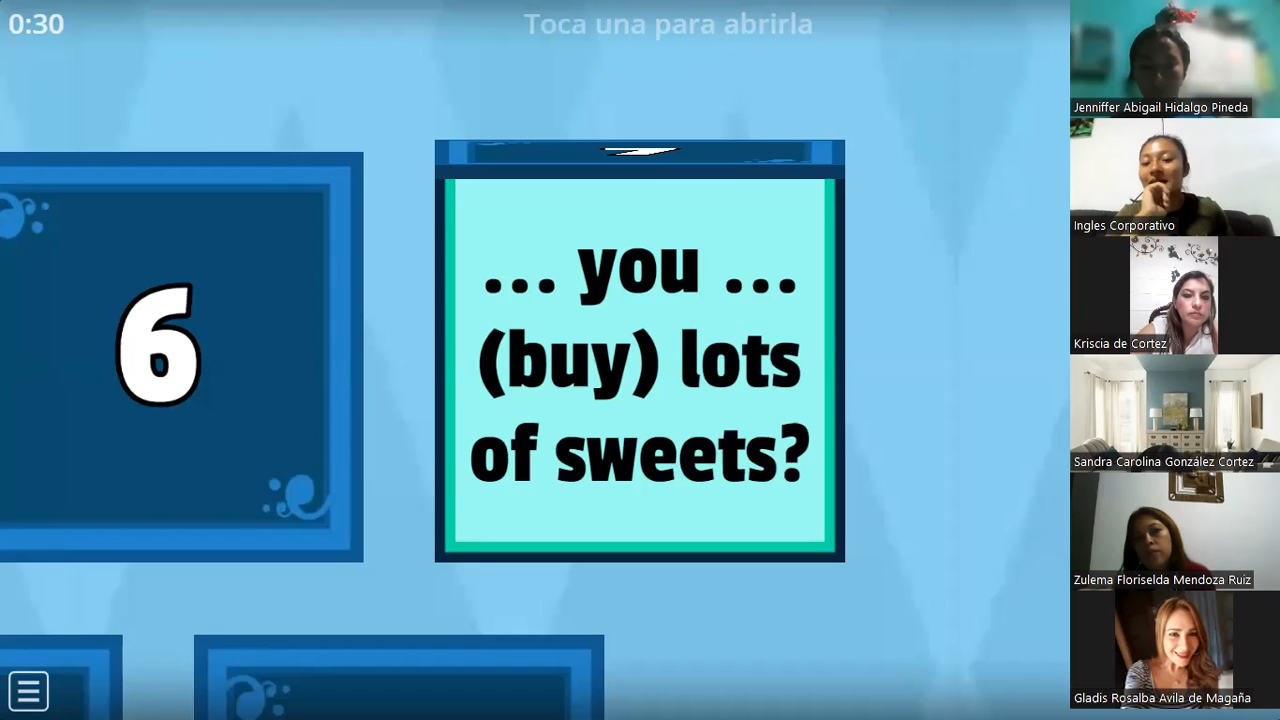 0:30
Toca una para abrirla
6
... you ...
(buy) lots
of sweets?
Jenniffer Abigail Hidalgo Pineda
Ingles Corporativo
Kriscia de Cortez
Sandra Carolina González Cortez
Zulema Floriselda Mendoza Ruiz
Gladis Rosalba Avila de Magaña